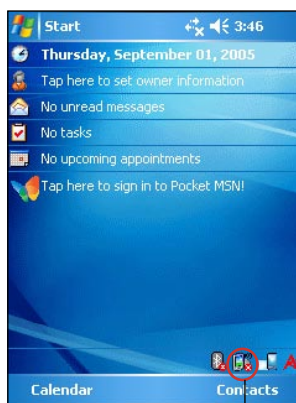 Start 3:46
Thursday, September 01, 2005
Tap here to set owner information
No unread messages
No tasks
No upcoming appointments
Tap here to sign in to Pocket MSN!
A
Calendar Contacts